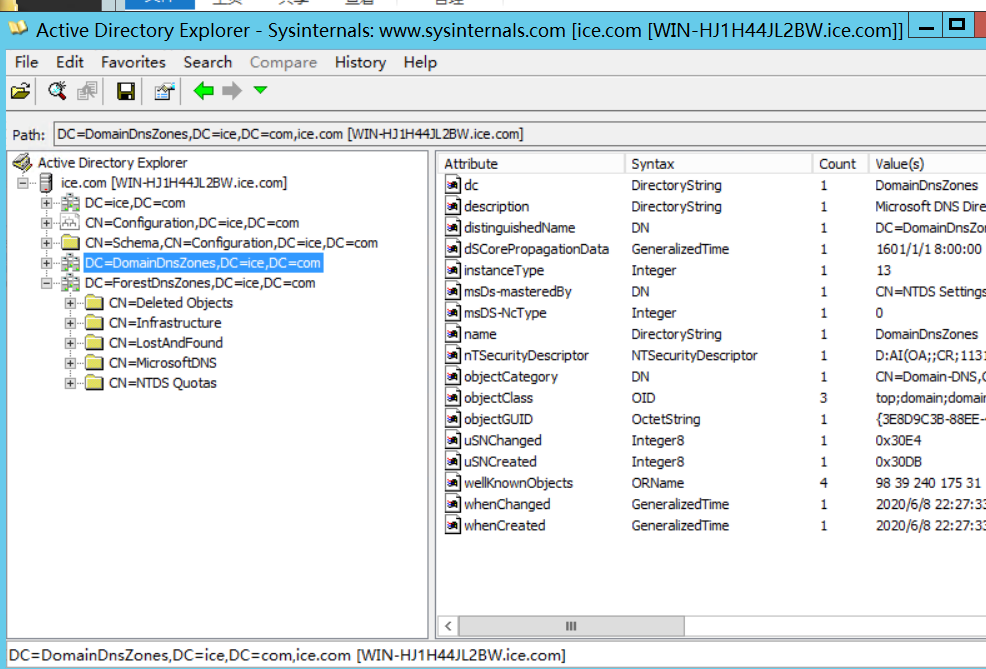 Active Directory Explorer - Sysinternals: www.sysinternals.com [ice.com [WIN-HJ1H44JL2BW.ice.com]]
File Edit Favorites Search Compare History Help
Path: DC=DomainDnsZones,DC=ice,DC=com,ice.com [WIN-HJ1H44JL2BW.ice.com]
Active Directory Explorer
ice.com [WIN-HJ1H44JL2BW.ice.com]
DC=ice,DC=com
CN=Configuration,DC=ice,DC=com
CN=Schema,CN=Configuration,DC=ice,DC=com
DC=DomainDnsZones,DC=ice,DC=com
DC=ForestDnsZones,DC=ice,DC=com
CN=Deleted Objects
CN=Infrastructure
CN=LostAndFound
CN=MicrosoftDNS
CN=NTDS Quotas
Attribute Syntax Count Value(s)
dc DirectoryString 1 DomainDnsZones
description DirectoryString 1 Microsoft DNS Dire
distinguishedName DN 1 DC=DomainDnsZon
dSCorePropagationData GeneralizedTime 1 1601/1/1 8:00:00
instanceType Integer 1 13
msDs-masteredBy DN 1 CN=NTDS Settings
msDS-NcType Integer 1 0
name DirectoryString 1 DomainDnsZones
nTSecurityDescriptor NTSecurityDescriptor 1 D:AI(OA;;CR;1131
objectCategory DN 1 CN=Domain-DNS,C
objectClass OID 3 top;domain;domain
objectGUID OctetString 1 {3E8D9C3B-88EE-
uSNChanged Integer8 1 0x30E4
uSNCreated Integer8 1 0x30DB
wellKnownObjects ORName 4 98 39 240 175 31
whenChanged GeneralizedTime 1 2020/6/8 22:27:33
whenCreated GeneralizedTime 1 2020/6/8 22:27:33
DC=DomainDnsZones,DC=ice,DC=com,ice.com [WIN-HJ1H44JL2BW.ice.com]